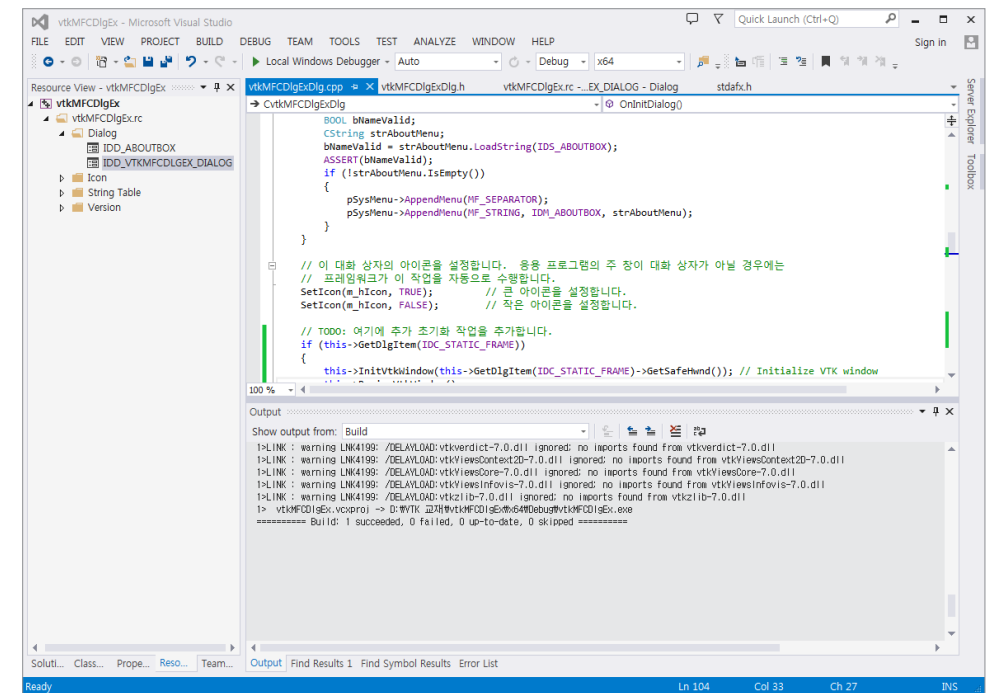 vtkMFCDlgEx - Microsoft Visual Studio
Quick Launch (Ctrl+Q)
FILE EDIT VIEW PROJECT BUILD DEBUG TEAM TOOLS TEST ANALYZE WINDOW HELP
Sign in
Local Windows Debugger Auto Debug x64
Resource View - vtkMFCDlgEx
vtkMFCDlgEx
vtkMFCDlgEx.rc
Dialog
IDD_ABOUTBOX
IDD_VTKMFCDLGEX_DIALOG
Icon
String Table
Version
vtkMFCDlgExDlg.cpp vtkMFCDlgExDlg.h vtkMFCDlgEx.rc -...EX_DIALOG - Dialog stdafx.h
CvtkMFCDlgExDlg OnInitDialog()
BOOL bNameValid;
CString strAboutMenu;
bNameValid = strAboutMenu.LoadString(IDS_ABOUTBOX);
ASSERT(bNameValid);
if (!strAboutMenu.IsEmpty())
{
pSysMenu->AppendMenu(MF_SEPARATOR);
pSysMenu->AppendMenu(MF_STRING, IDM_ABOUTBOX, strAboutMenu);
}
}
// 이 대화 상자의 아이콘을 설정합니다.  응용 프로그램의 주 창이 대화 상자가 아닐 경우에는
//  프레임워크가 이 작업을 자동으로 수행합니다.
SetIcon(m_hIcon, TRUE); // 큰 아이콘을 설정합니다.
SetIcon(m_hIcon, FALSE); // 작은 아이콘을 설정합니다.
// TODO: 여기에 추가 초기화 작업을 추가합니다.
if (this->GetDlgItem(IDC_STATIC_FRAME))
{
this->InitVtkWindow(this->GetDlgItem(IDC_STATIC_FRAME)->GetSafeHwnd()); // Initialize VTK window
100 %
Output
Show output from: Build
1>LINK : warning LNK4199: /DELAYLOAD:vtkverdict-7.0.dll ignored; no imports found from vtkverdict-7.0.dll
1>LINK : warning LNK4199: /DELAYLOAD:vtkViewsContext2D-7.0.dll ignored; no imports found from vtkViewsContext2D-7.0.dll
1>LINK : warning LNK4199: /DELAYLOAD:vtkViewsCore-7.0.dll ignored; no imports found from vtkViewsCore-7.0.dll
1>LINK : warning LNK4199: /DELAYLOAD:vtkViewsInfovis-7.0.dll ignored; no imports found from vtkViewsInfovis-7.0.dll
1>LINK : warning LNK4199: /DELAYLOAD:vtkzlib-7.0.dll ignored; no imports found from vtkzlib-7.0.dll
1>  vtkMFCDlgEx.vcxproj -> D:₩VTK 교재₩vtkMFCDlgEx₩x64₩Debug₩vtkMFCDlgEx.exe
========== Build: 1 succeeded, 0 failed, 0 up-to-date, 0 skipped ==========
Soluti... Class... Prope... Reso... Team...
Output Find Results 1 Find Symbol Results Error List
Ready Ln 104 Col 33 Ch 27 INS
Server Explorer
Toolbox